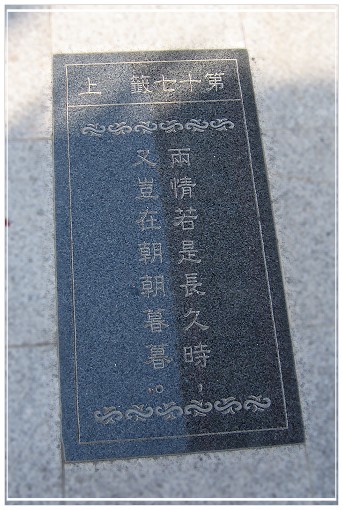 第十七籤 上
兩情若是長久時，
又豈在朝朝暮暮。